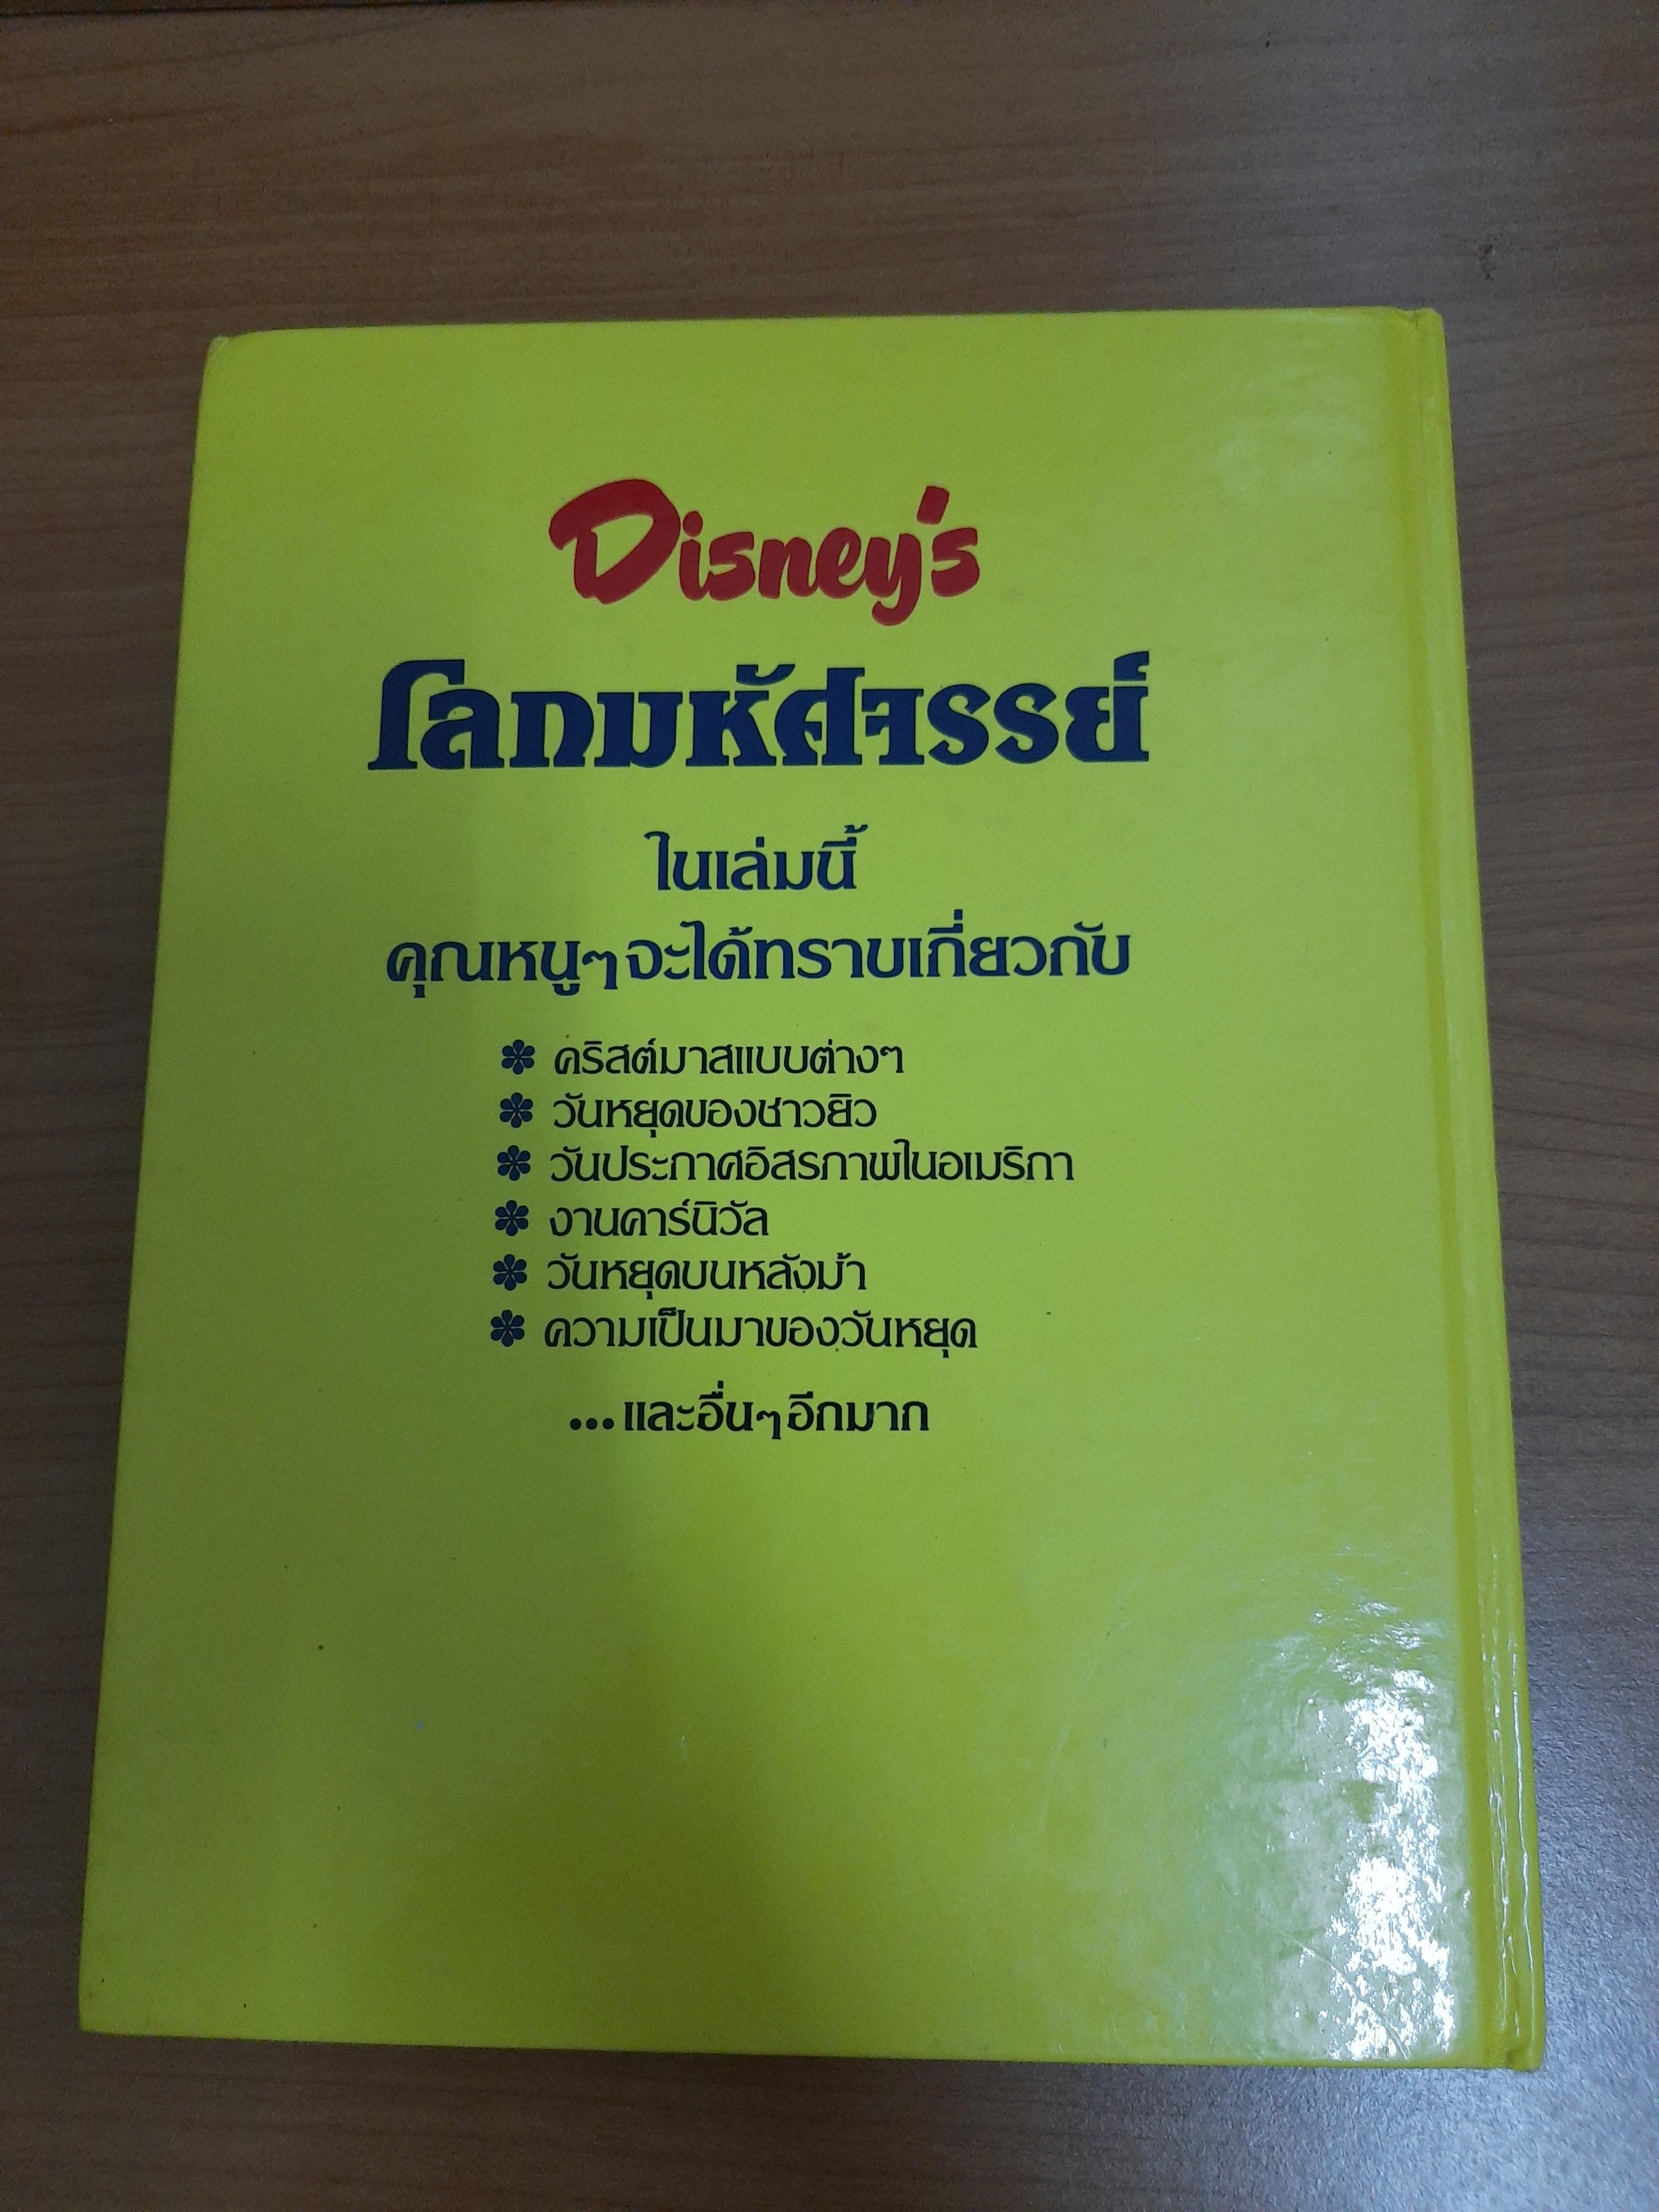 Disney's
โลกมหัศจรรย์
ในเล่มนี้
คุณหนูๆจะได้ทราบเกี่ยวกับ
✽ คริสต์มาสแบบต่างๆ
✽ วันหยุดของชาวยิว
✽ วันประกาศอิสรภาพในอเมริกา
✽ งานคาร์นิวัล
✽ วันหยุดบนหลังม้า
✽ ความเป็นมาของวันหยุด
...และอื่นๆอีกมาก